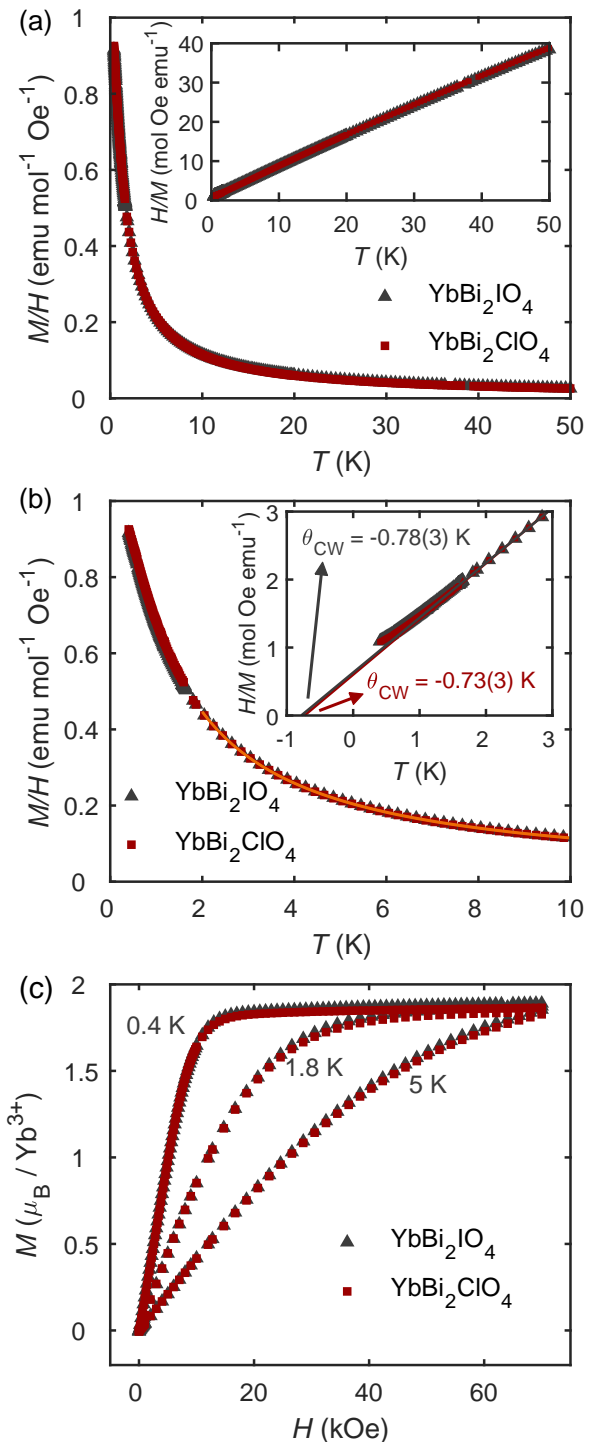 (a)
1
0.8
0.6
0.4
0.2
0
M/H (emu mol⁻¹ Oe⁻¹)
40
30
20
10
0
H/M (mol Oe emu⁻¹)
0 10 20 30 40 50
T (K)
YbBi₂IO₄
YbBi₂ClO₄
0 10 20 30 40 50
T (K)
(b)
1
0.8
0.6
0.4
0.2
0
M/H (emu mol⁻¹ Oe⁻¹)
3
2
1
0
H/M (mol Oe emu⁻¹)
θCW = -0.78(3) K
θCW = -0.73(3) K
-1 0 1 2 3
T (K)
YbBi₂IO₄
YbBi₂ClO₄
0 2 4 6 8 10
T (K)
(c)
2
1.5
1
0.5
0
M (μB / Yb³⁺)
0.4 K
1.8 K
5 K
YbBi₂IO₄
YbBi₂ClO₄
0 20 40 60
H (kOe)